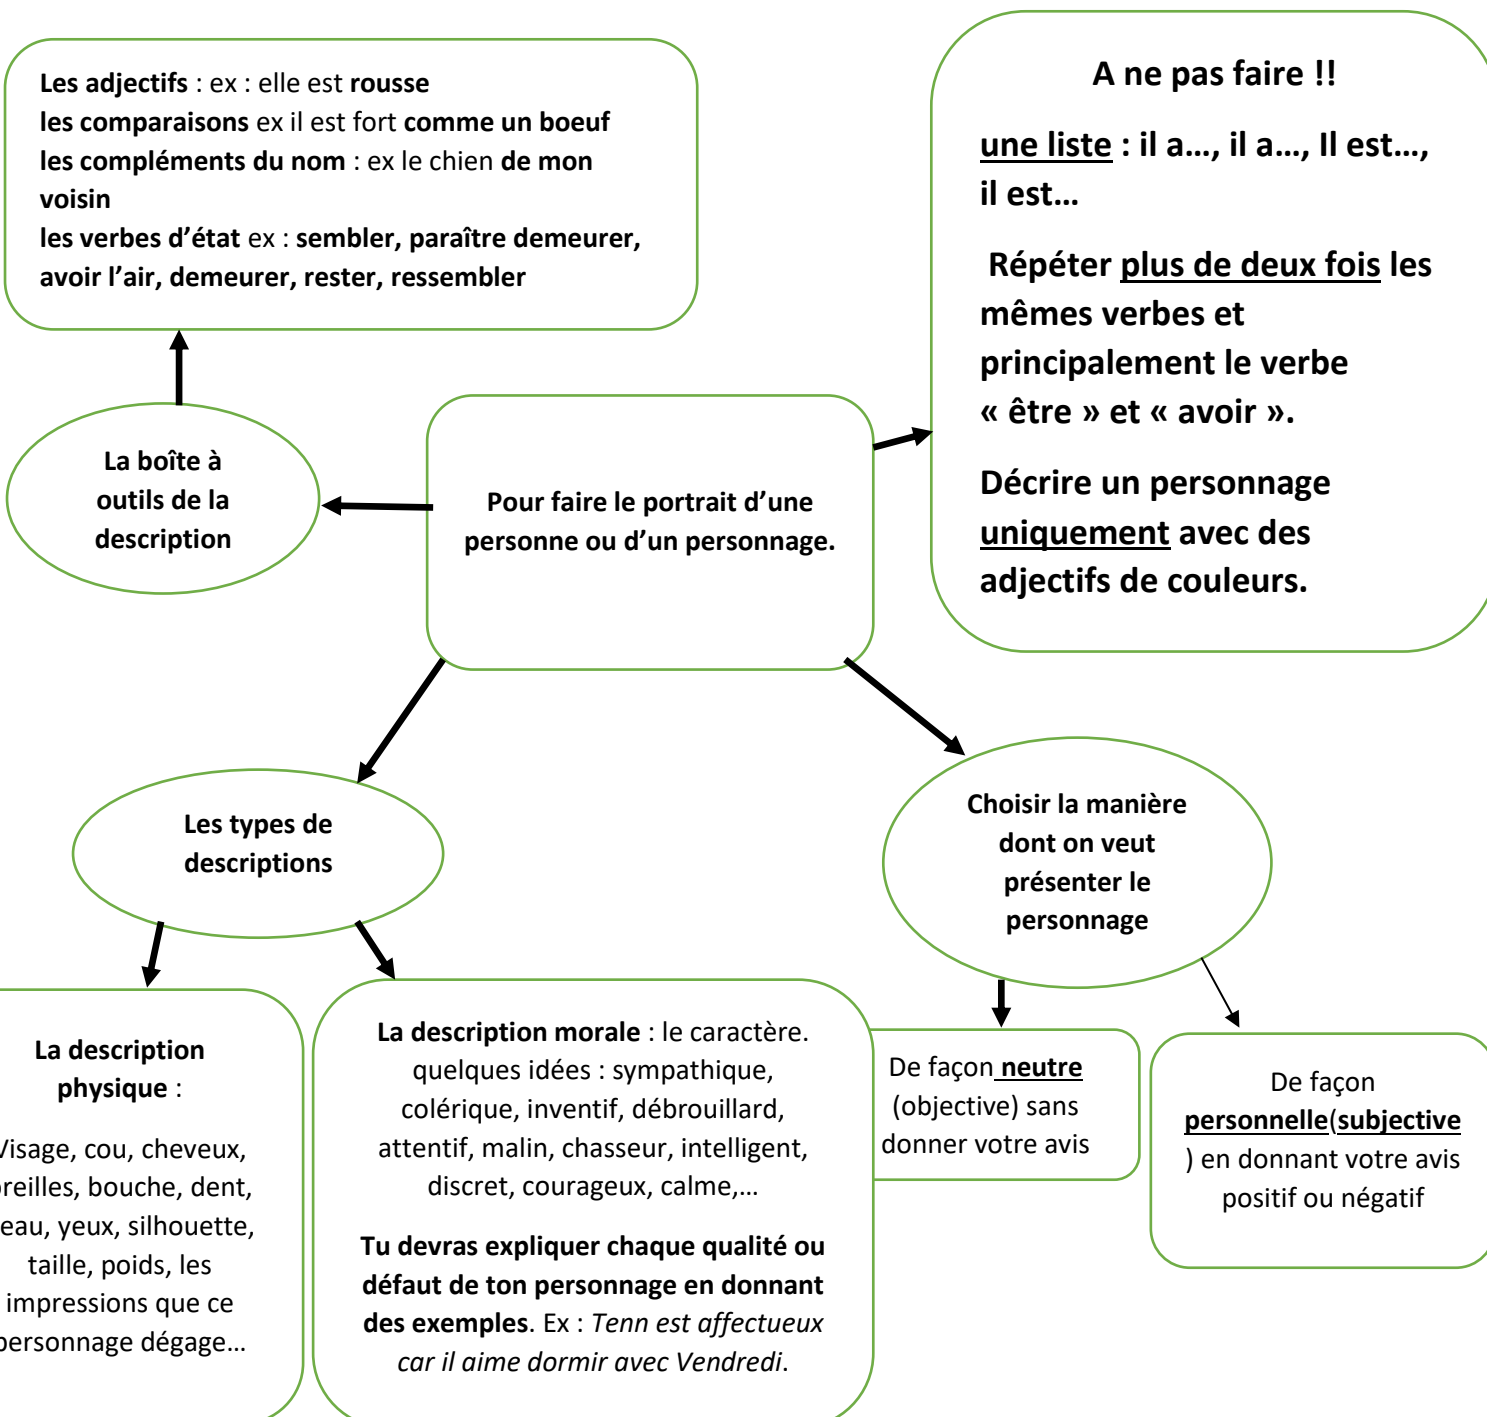 Les adjectifs : ex : elle est rousse
les comparaisons ex il est fort comme un boeuf
les compléments du nom : ex le chien de mon
voisin
les verbes d’état ex : sembler, paraître demeurer,
avoir l’air, demeurer, rester, ressembler
A ne pas faire !!
une liste : il a…, il a…, Il est…,
il est…
Répéter plus de deux fois les
mêmes verbes et
principalement le verbe
« être » et « avoir ».
Décrire un personnage
uniquement avec des
adjectifs de couleurs.
La boîte à
outils de la
description
Pour faire le portrait d’une
personne ou d’un personnage.
Les types de
descriptions
Choisir la manière
dont on veut
présenter le
personnage
La description
physique :
Visage, cou, cheveux,
oreilles, bouche, dent,
peau, yeux, silhouette,
taille, poids, les
impressions que ce
personnage dégage…
La description morale : le caractère.
quelques idées : sympathique,
colérique, inventif, débrouillard,
attentif, malin, chasseur, intelligent,
discret, courageux, calme,…
Tu devras expliquer chaque qualité ou
défaut de ton personnage en donnant
des exemples. Ex : Tenn est affectueux
car il aime dormir avec Vendredi.
De façon neutre
(objective) sans
donner votre avis
De façon
personnelle(subjective
) en donnant votre avis
positif ou négatif